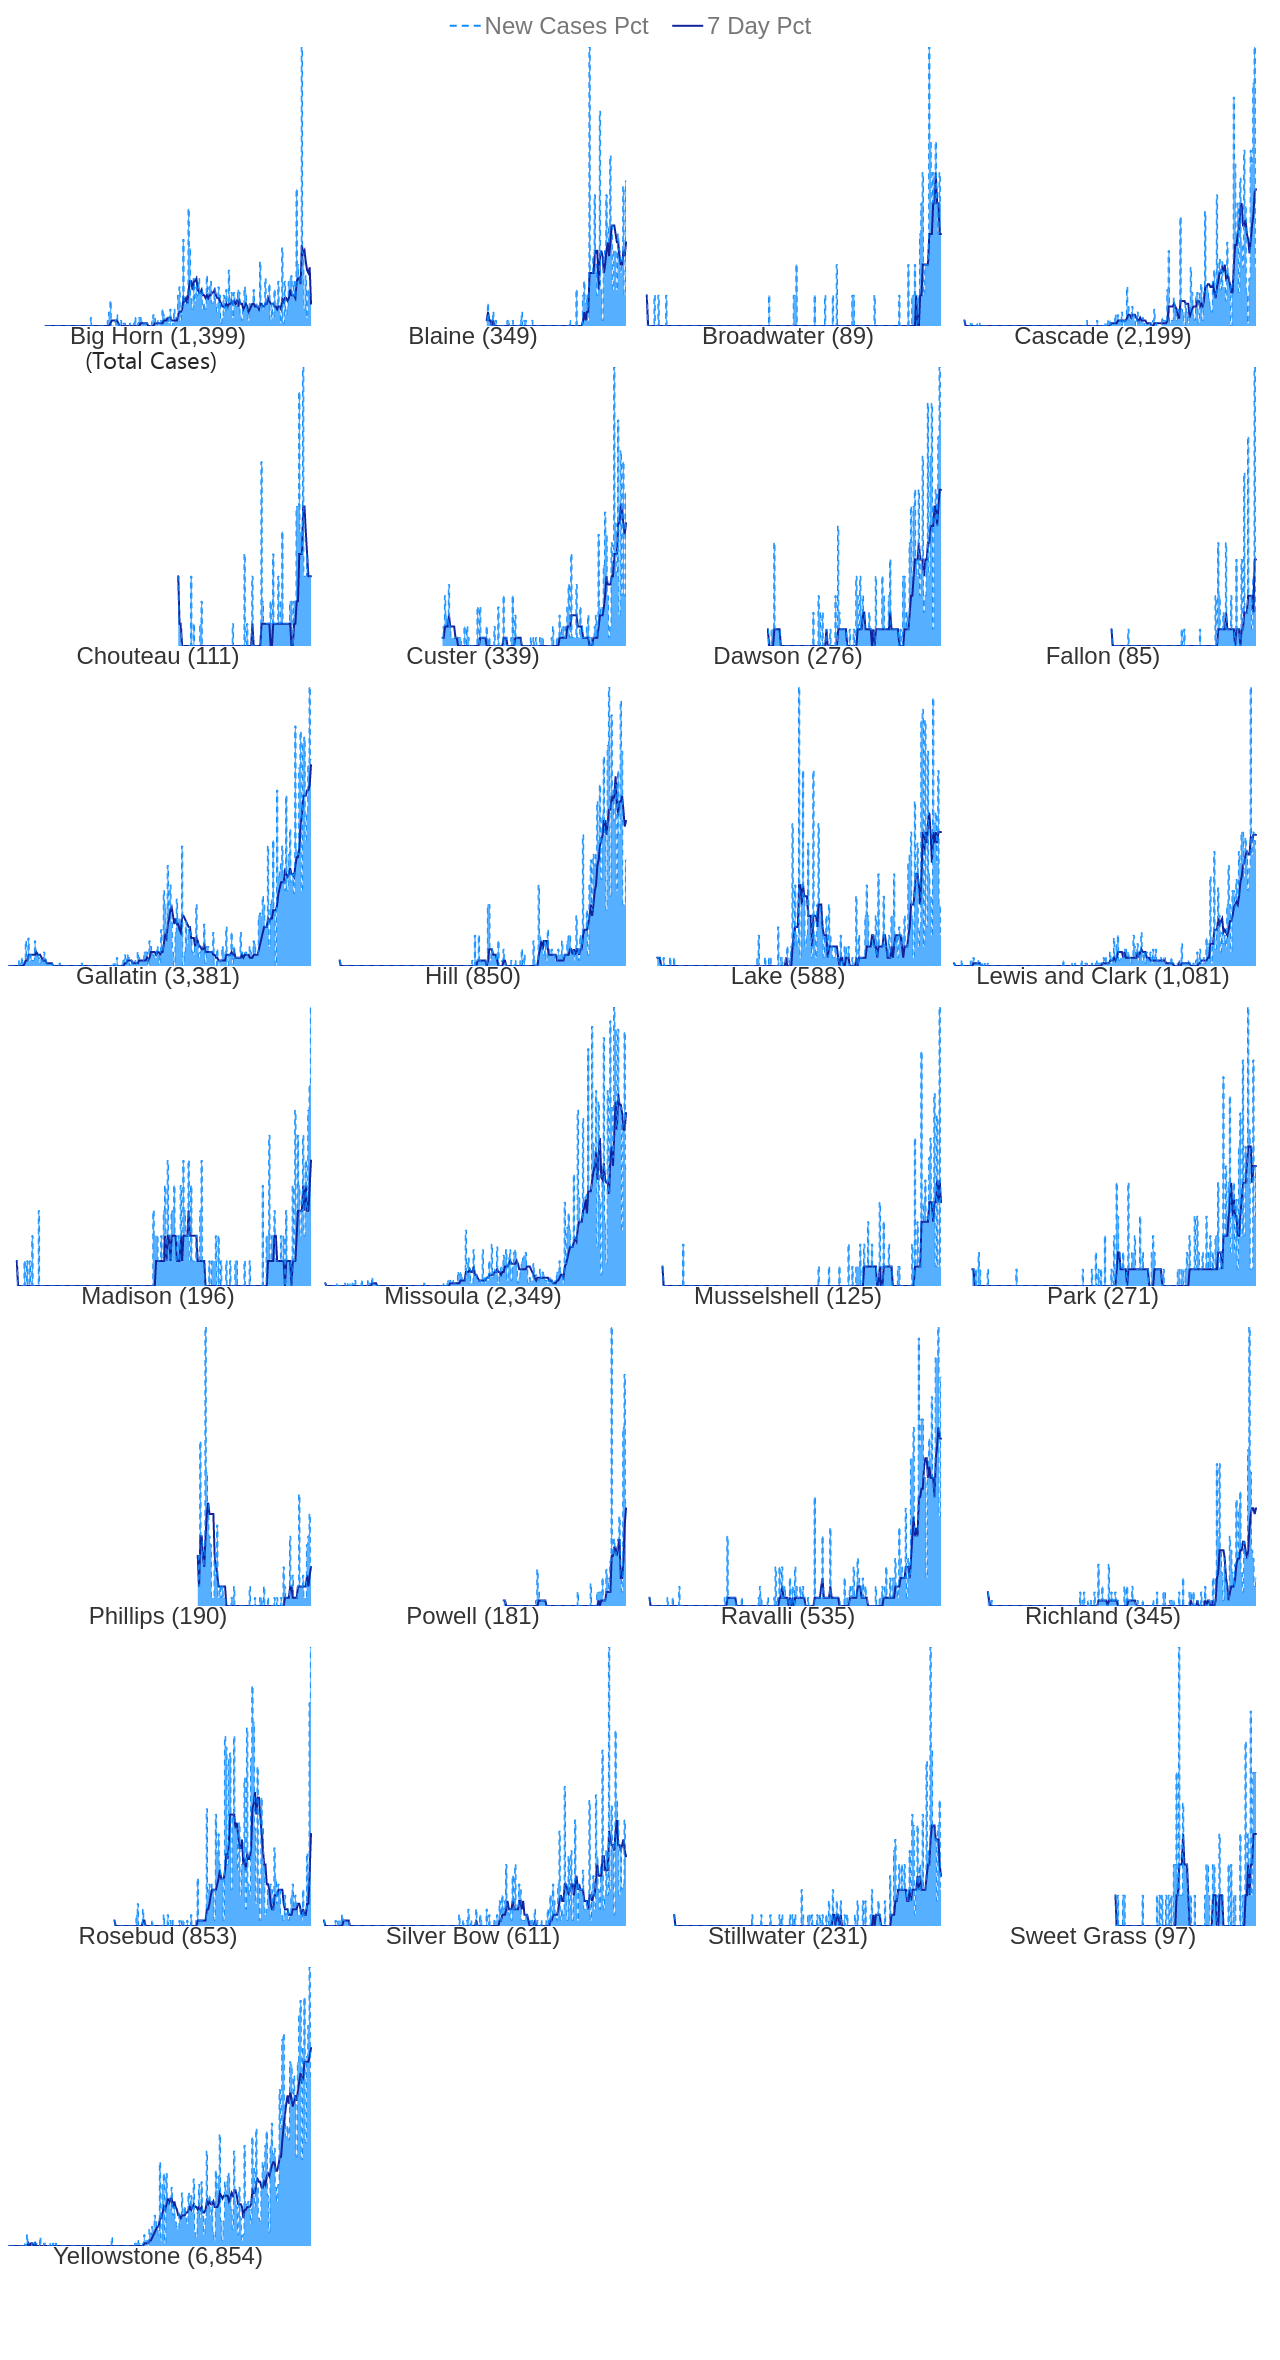 New Cases Pct 7 Day Pct
Big Horn (1,399) Blaine (349) Broadwater (89) Cascade (2,199)
(Total Cases)
Chouteau (111) Custer (339) Dawson (276) Fallon (85)
Gallatin (3,381) Hill (850) Lake (588) Lewis and Clark (1,081)
Madison (196) Missoula (2,349) Musselshell (125) Park (271)
Phillips (190) Powell (181) Ravalli (535) Richland (345)
Rosebud (853) Silver Bow (611) Stillwater (231) Sweet Grass (97)
Yellowstone (6,854)